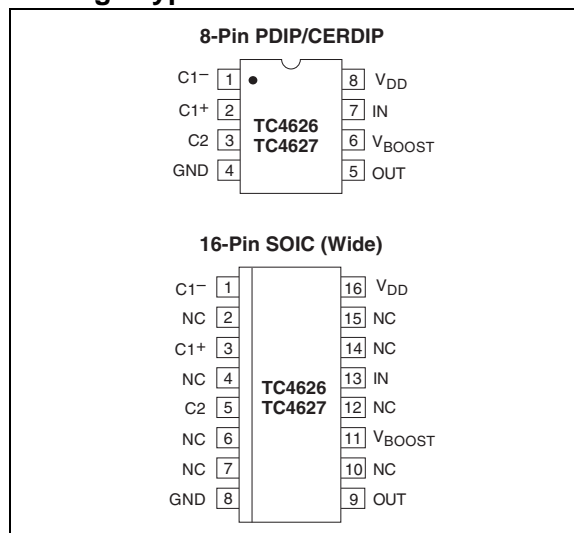 8-Pin PDIP/CERDIP
C1– 1 8 VDD
C1+ 2 7 IN
TC4626
C2 3 6 VBOOST
TC4627
GND 4 5 OUT
16-Pin SOIC (Wide)
C1– 1 16 VDD
NC 2 15 NC
C1+ 3 14 NC
NC 4 13 IN
TC4626
C2 5 12 NC
TC4627
NC 6 11 VBOOST
NC 7 10 NC
GND 8 9 OUT